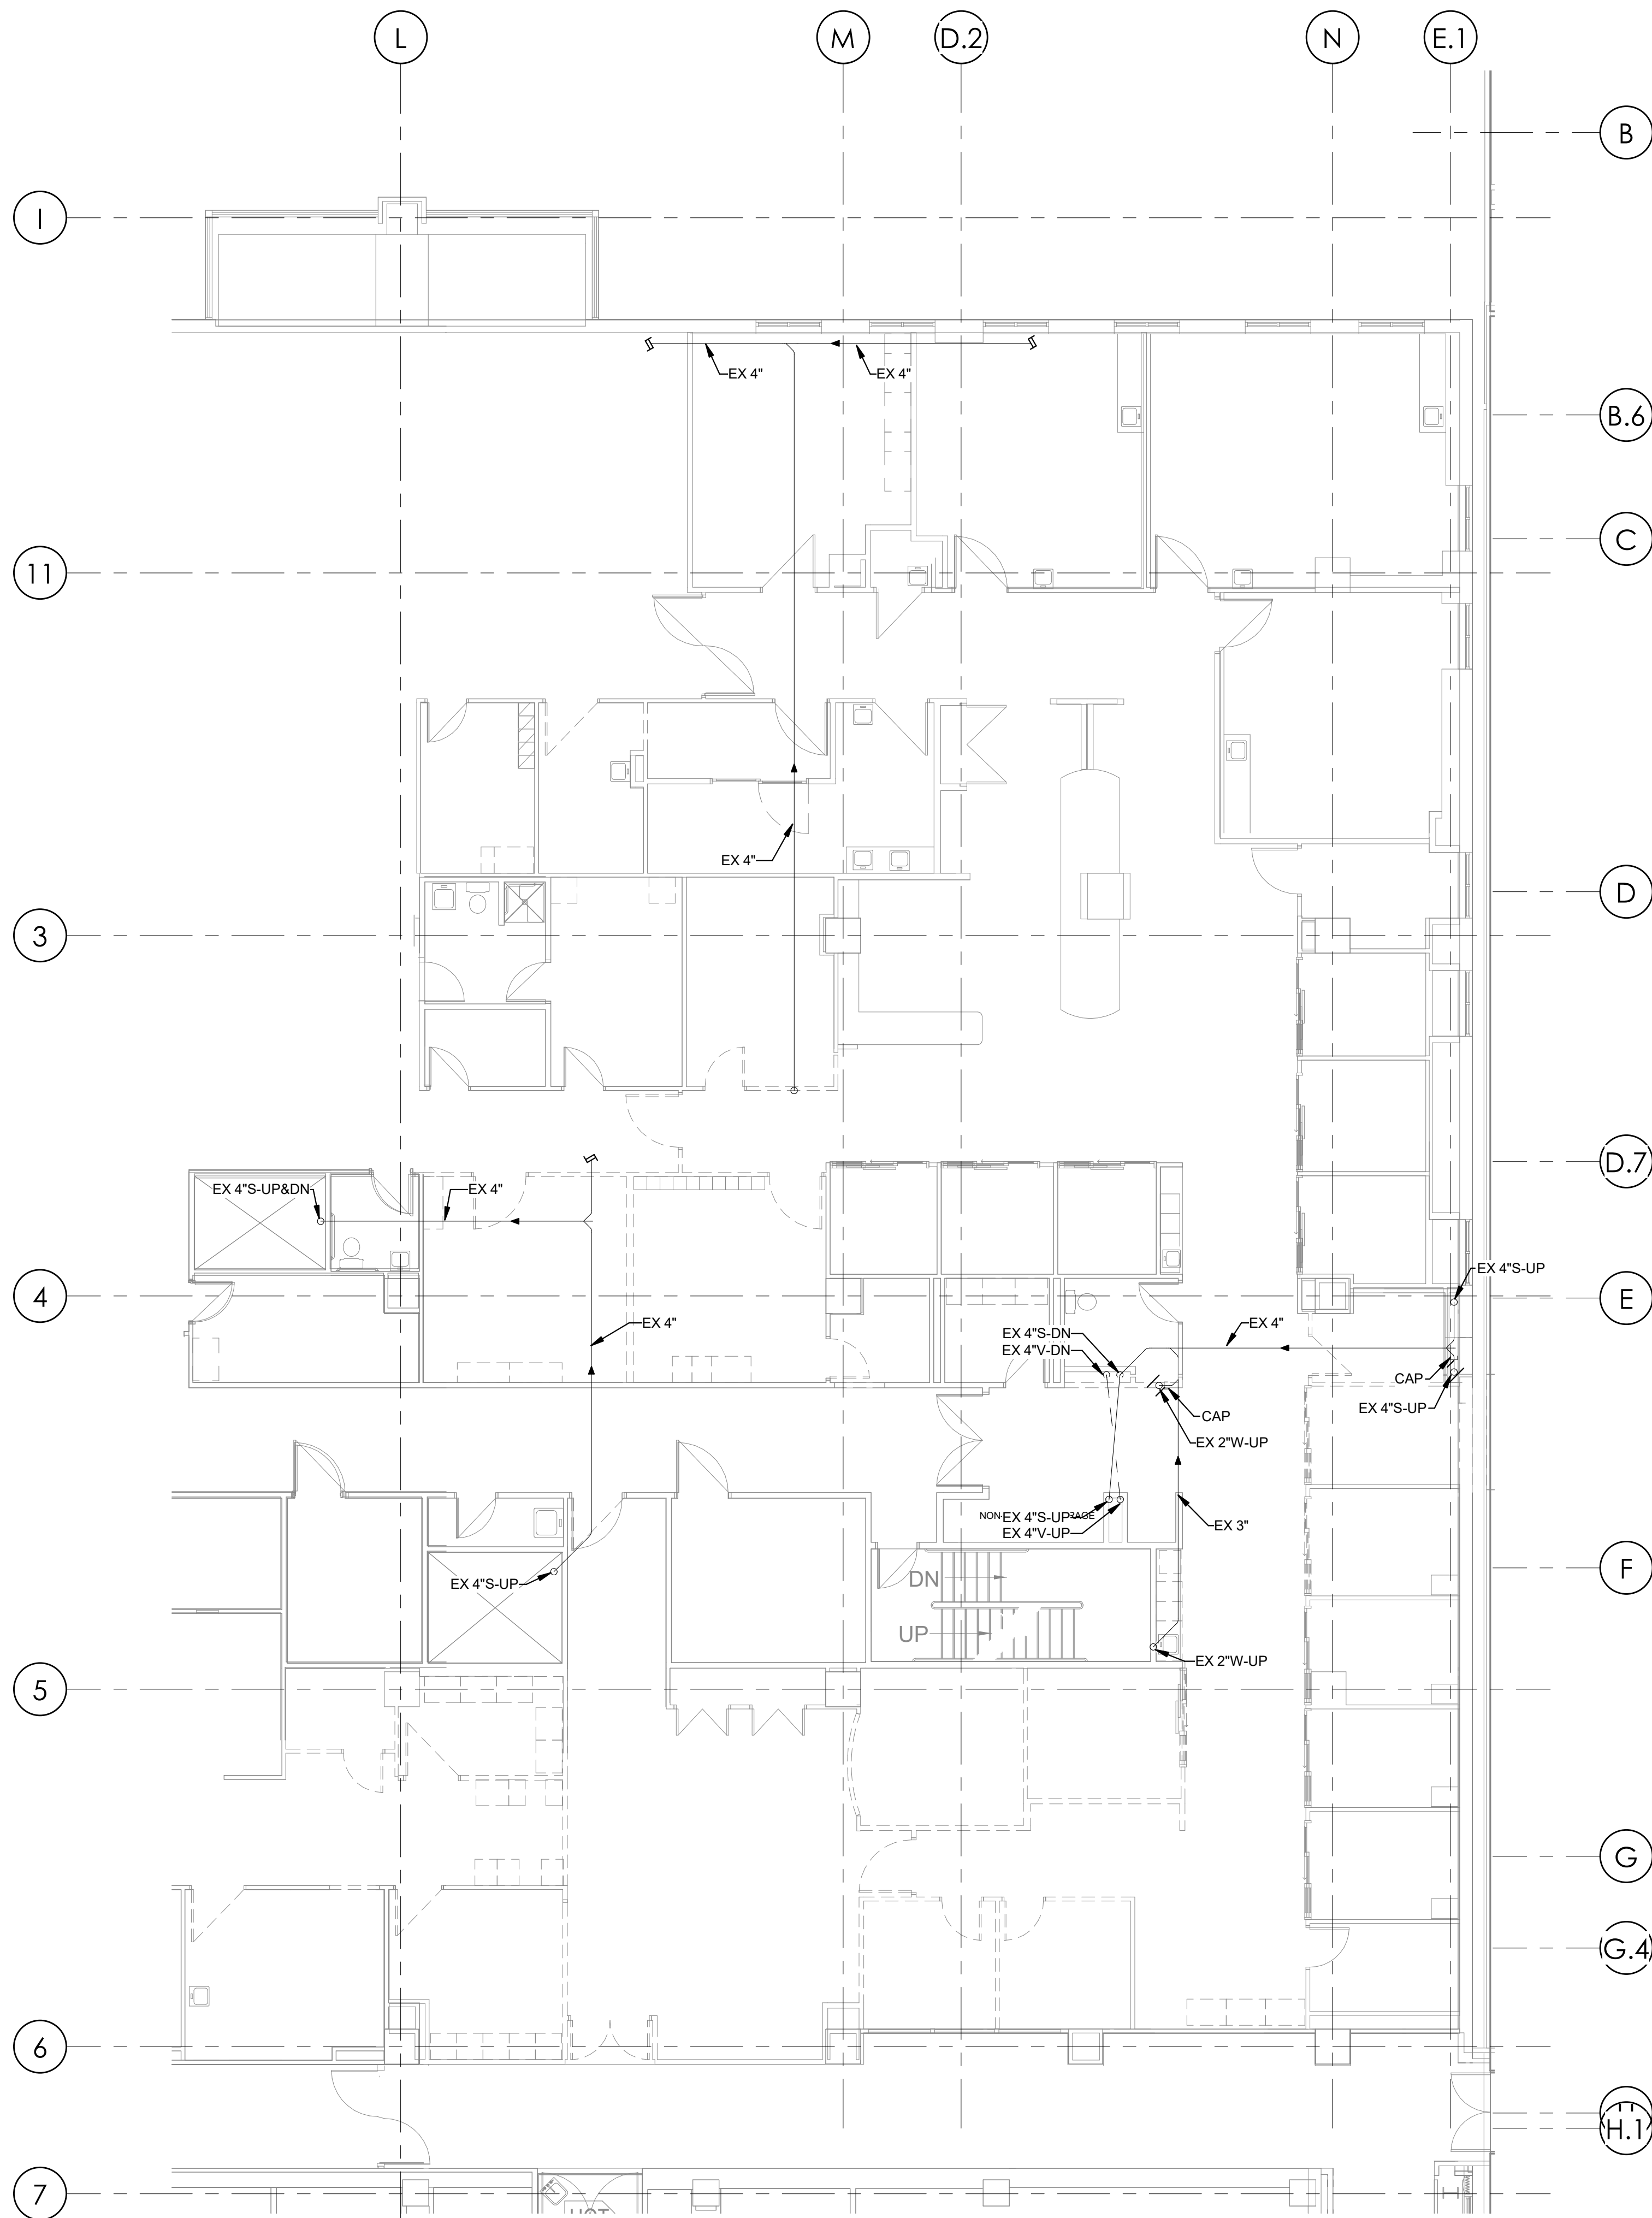 L
M
D.2
N
E.1
B
I
EX 4"
EX 4"
B.6
C
11
EX 4"
D
3
D.7
EX 4"S-UP&DN
EX 4"
EX 4"S-UP
4
E
EX 4"
EX 4"
EX 4"S-DN
EX 4"V-DN
CAP
EX 4"S-UP
CAP
EX 2"W-UP
NON-
EX 4"S-UP
RAGE
EX 4"V-UP
EX 3"
F
DN
EX 4"S-UP
UP
EX 2"W-UP
5
G
G.4
6
H.1
7